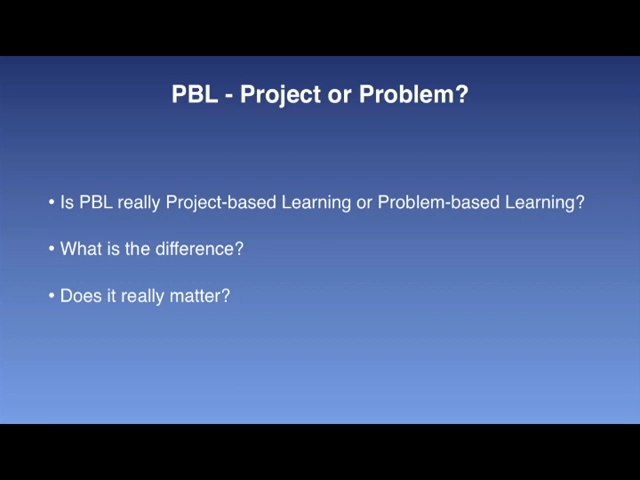 PBL - Project or Problem?
• Is PBL really Project-based Learning or Problem-based Learning?
• What is the difference?
• Does it really matter?